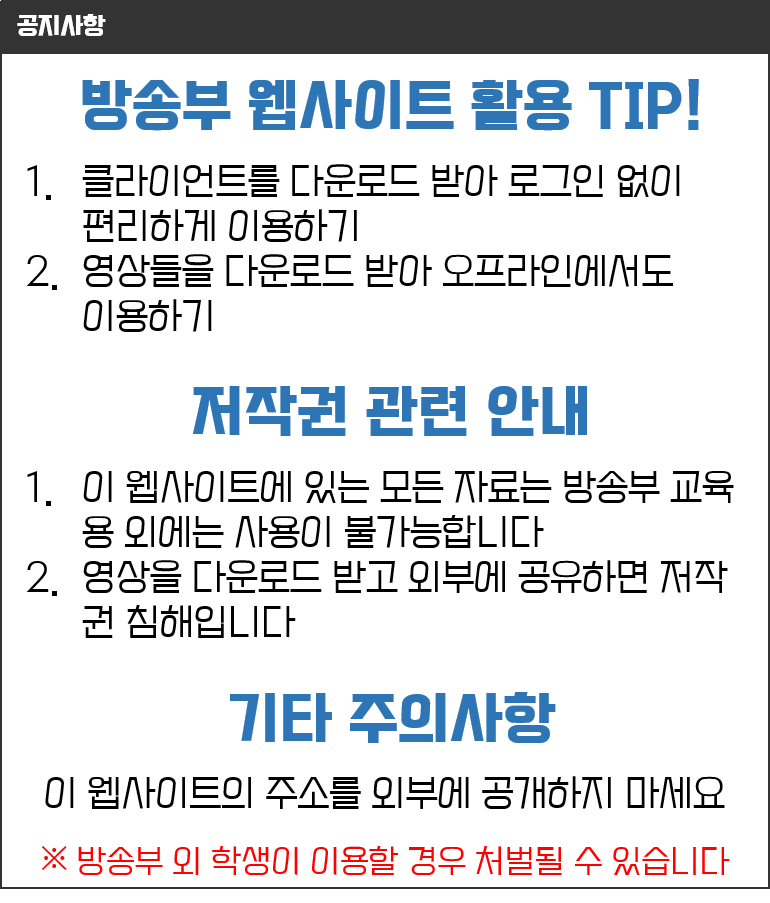 공지사항
방송부 웹사이트 활용 TIP!
1. 클라이언트를 다운로드 받아 로그인 없이
편리하게 이용하기
2. 영상들을 다운로드 받아 오프라인에서도
이용하기
저작권 관련 안내
1. 이 웹사이트에 있는 모든 자료는 방송부 교육
용 외에는 사용이 불가능합니다
2. 영상을 다운로드 받고 외부에 공유하면 저작
권 침해입니다
기타 주의사항
이 웹사이트의 주소를 외부에 공개하지 마세요
※ 방송부 외 학생이 이용할 경우 처벌될 수 있습니다